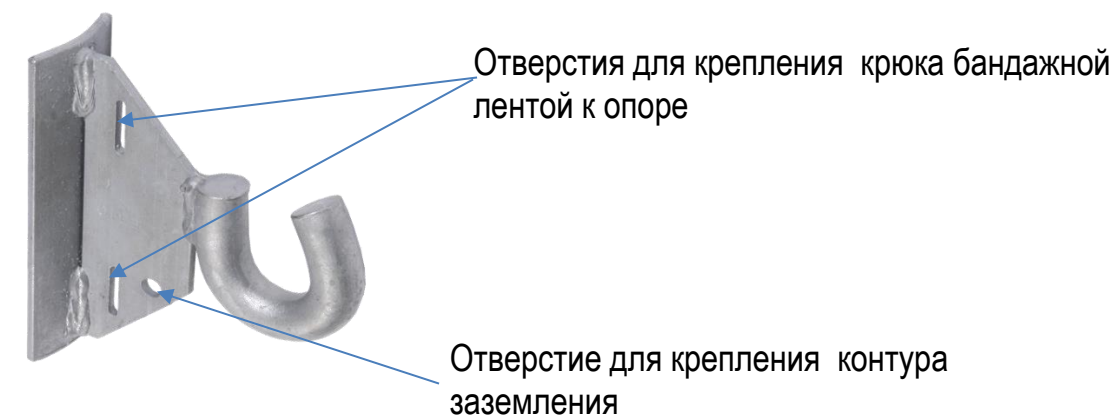 Отверстия для крепления крюка бандажной
лентой к опоре
Отверстие для крепления контура
заземления